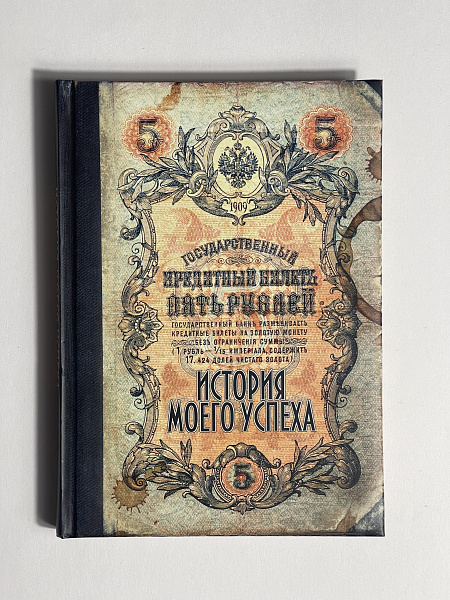 5 5
1909
ГОСУДАРСТВЕННЫЙ
КРЕДИТНЫЙ БИЛЕТЪ
ПЯТЬ РУБЛЕЙ.
ГОСУДАРСТВЕННЫЙ БАНКЪ РАЗМѢНИВАЕТЪ
КРЕДИТНЫЕ БИЛЕТЫ НА ЗОЛОТУЮ МОНЕТУ
БЕЗЪ ОГРАНИЧЕНІЯ СУММЫ
(1 РУБЛЬ = 1/15 ИМПЕРІАЛА, СОДЕРЖИТЪ
17,424 ДОЛЕЙ ЧИСТАГО ЗОЛОТА)
ИСТОРИЯ
МОЕГО УСПЕХА
5